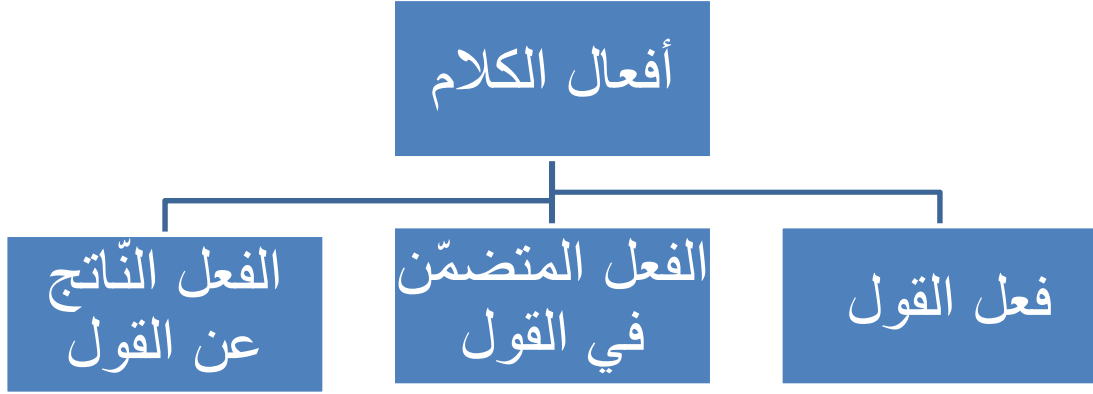 أفعال الكلام
فعل القول
الفعل المتضمّن
في القول
الفعل النّاتج
عن القول